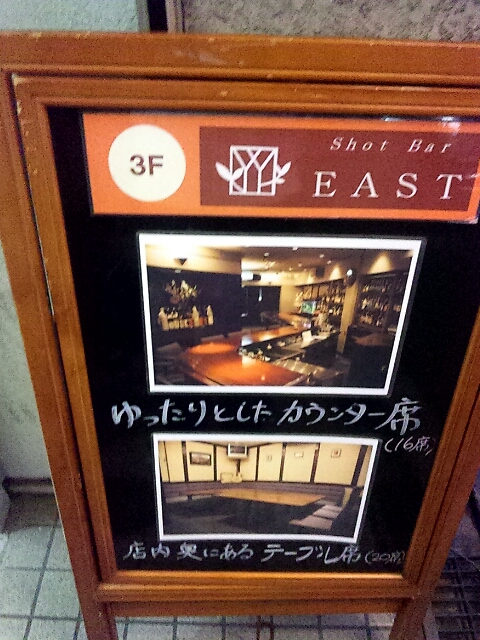 3F
Shot Bar
EAST
ゆったりとしたカウンター席
(16席)
店内奥にあるテーブル席(20席)